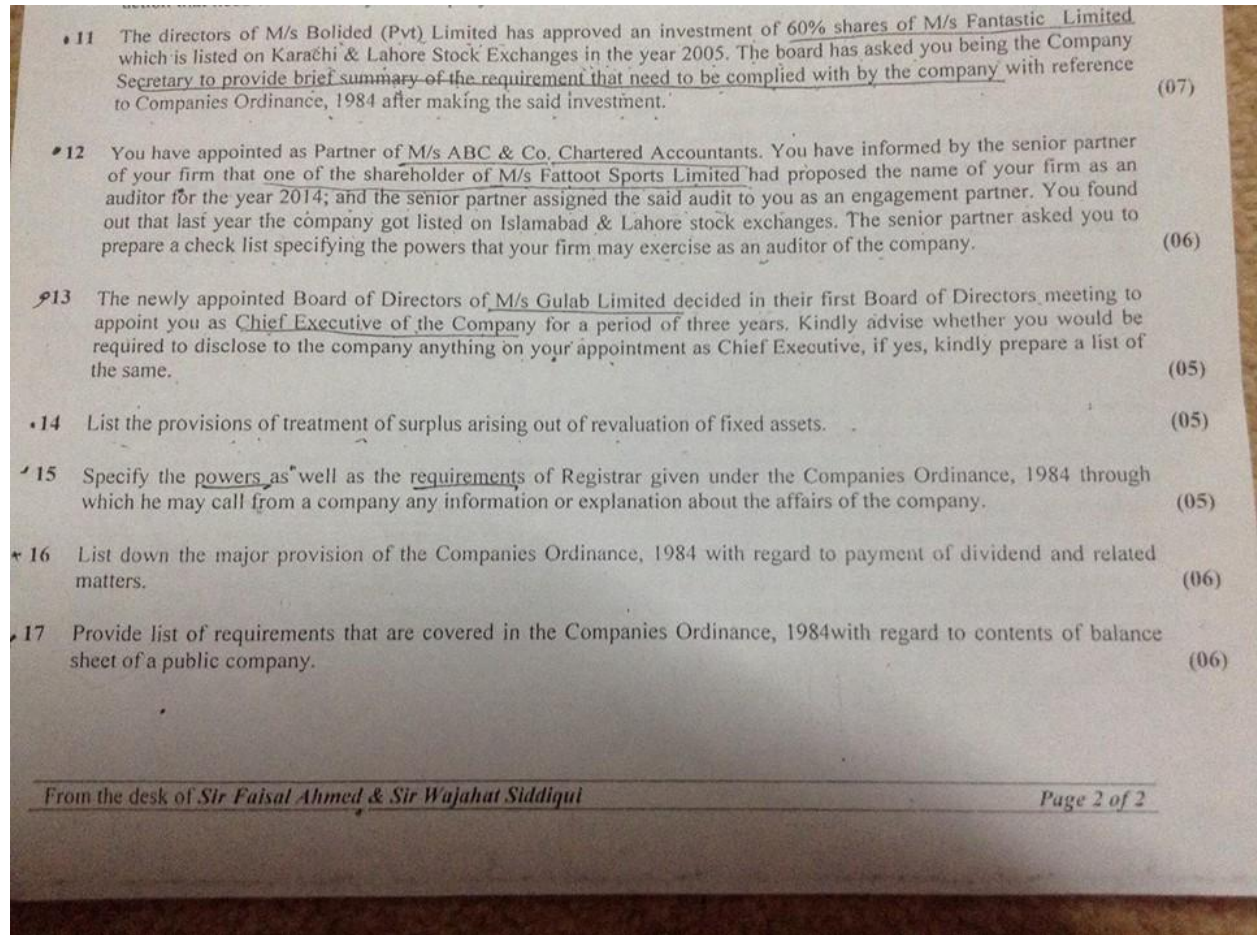 11 The directors of M/s Bolided (Pvt) Limited has approved an investment of 60% shares of M/s Fantastic Limited
which is listed on Karachi & Lahore Stock Exchanges in the year 2005. The board has asked you being the Company
Secretary to provide brief summary of the requirement that need to be complied with by the company with reference
to Companies Ordinance, 1984 after making the said investment. (07)
12 You have appointed as Partner of M/s ABC & Co. Chartered Accountants. You have informed by the senior partner
of your firm that one of the shareholder of M/s Fattoot Sports Limited had proposed the name of your firm as an
auditor for the year 2014; and the senior partner assigned the said audit to you as an engagement partner. You found
out that last year the company got listed on Islamabad & Lahore stock exchanges. The senior partner asked you to
prepare a check list specifying the powers that your firm may exercise as an auditor of the company. (06)
13 The newly appointed Board of Directors of M/s Gulab Limited decided in their first Board of Directors meeting to
appoint you as Chief Executive of the Company for a period of three years. Kindly advise whether you would be
required to disclose to the company anything on your appointment as Chief Executive, if yes, kindly prepare a list of
the same. (05)
14 List the provisions of treatment of surplus arising out of revaluation of fixed assets. (05)
15 Specify the powers as well as the requirements of Registrar given under the Companies Ordinance, 1984 through
which he may call from a company any information or explanation about the affairs of the company. (05)
16 List down the major provision of the Companies Ordinance, 1984 with regard to payment of dividend and related
matters. (06)
17 Provide list of requirements that are covered in the Companies Ordinance, 1984with regard to contents of balance
sheet of a public company. (06)
From the desk of Sir Faisal Ahmed & Sir Wajahat Siddiqui Page 2 of 2